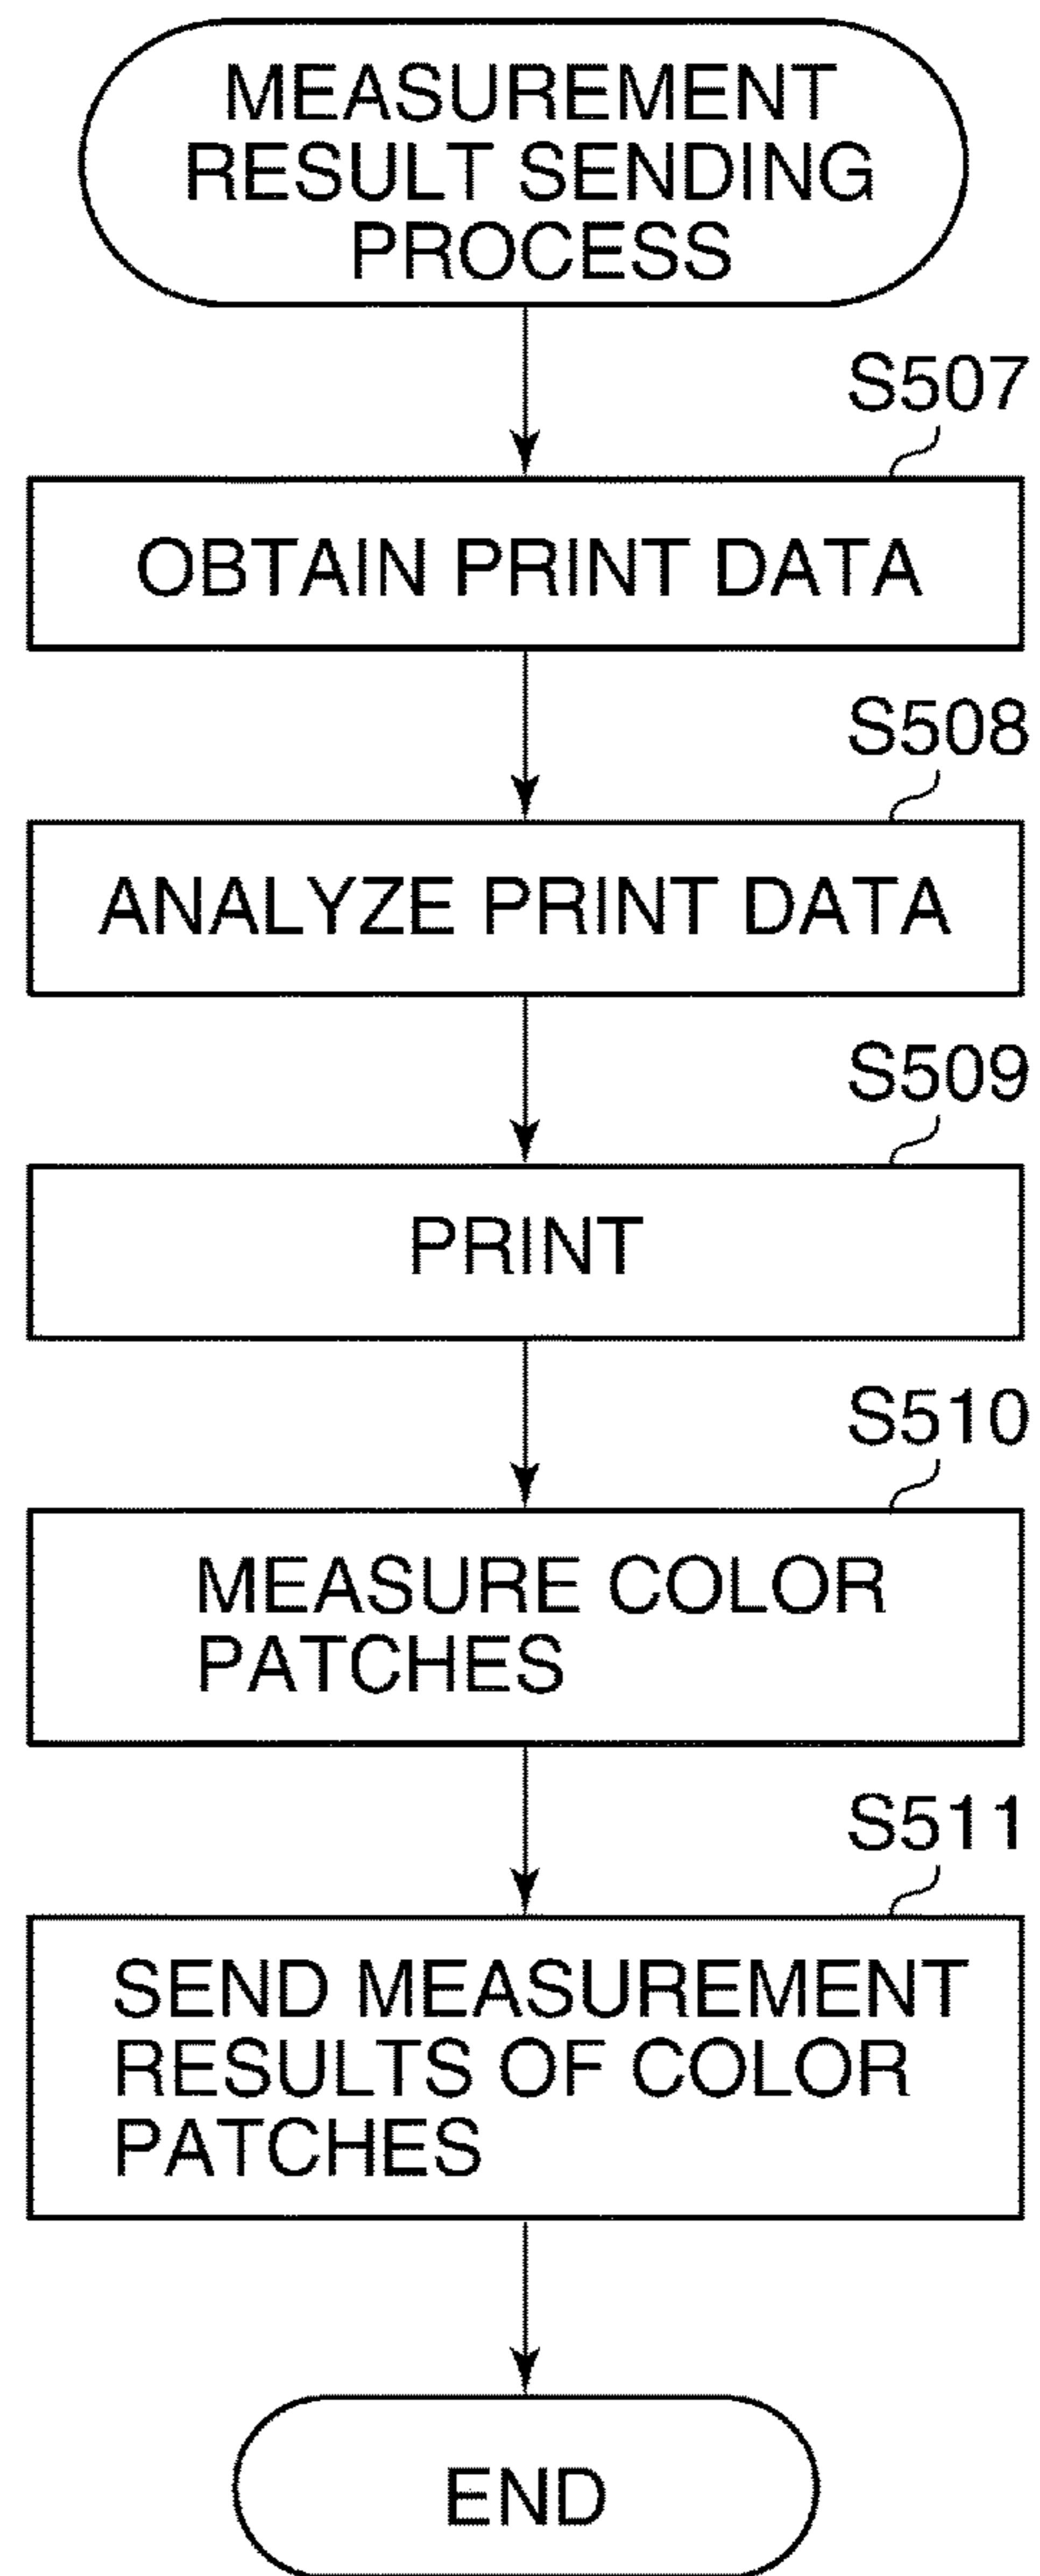 MEASUREMENT
RESULT SENDING
PROCESS
S507
OBTAIN PRINT DATA
S508
ANALYZE PRINT DATA
S509
PRINT
S510
MEASURE COLOR
PATCHES
S511
SEND MEASUREMENT
RESULTS OF COLOR
PATCHES
END